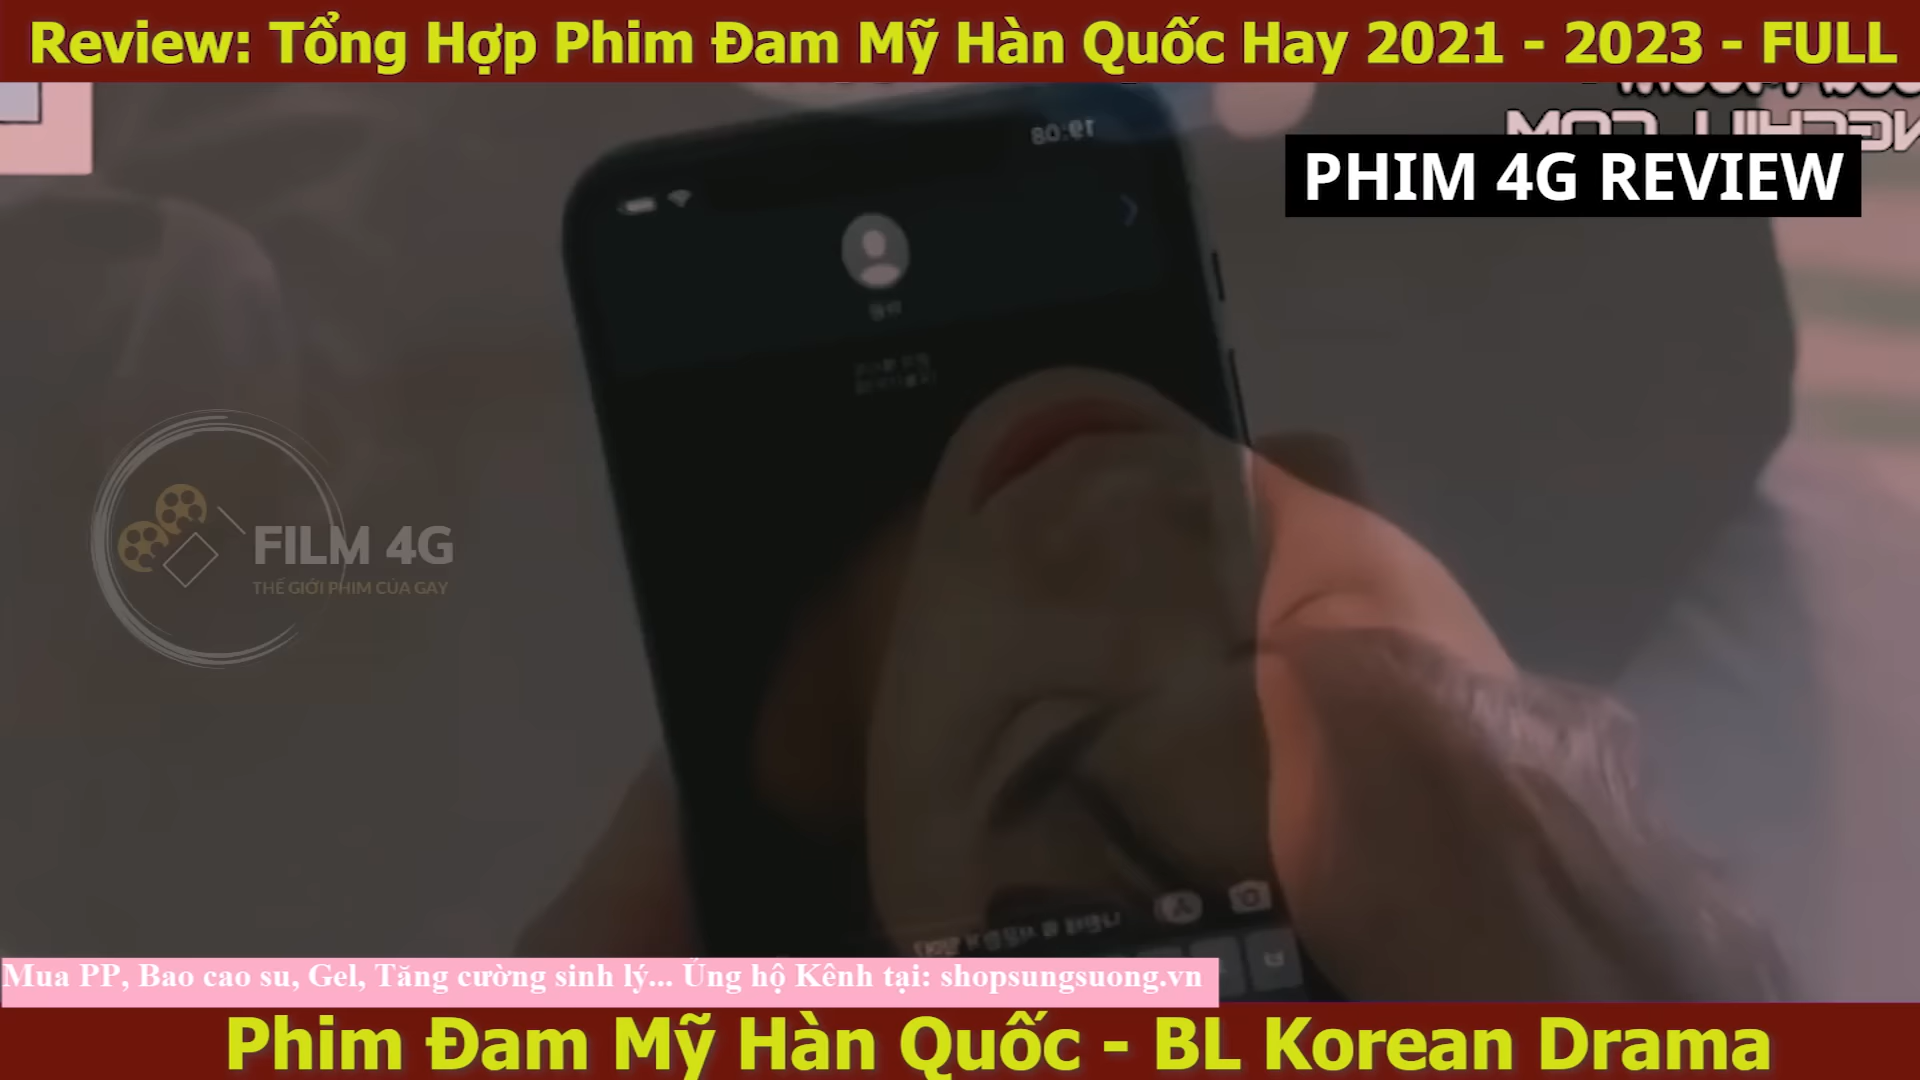 Review: Tổng Hợp Phim Đam Mỹ Hàn Quốc Hay 2021 - 2023 - FULL
PHIM 4G REVIEW
19:08
FILM 4G
THẾ GIỚI PHIM CỦA GAY
Mua PP, Bao cao su, Gel, Tăng cường sinh lý... Ủng hộ Kênh tại: shopsungsuong.vn
Phim Đam Mỹ Hàn Quốc - BL Korean Drama